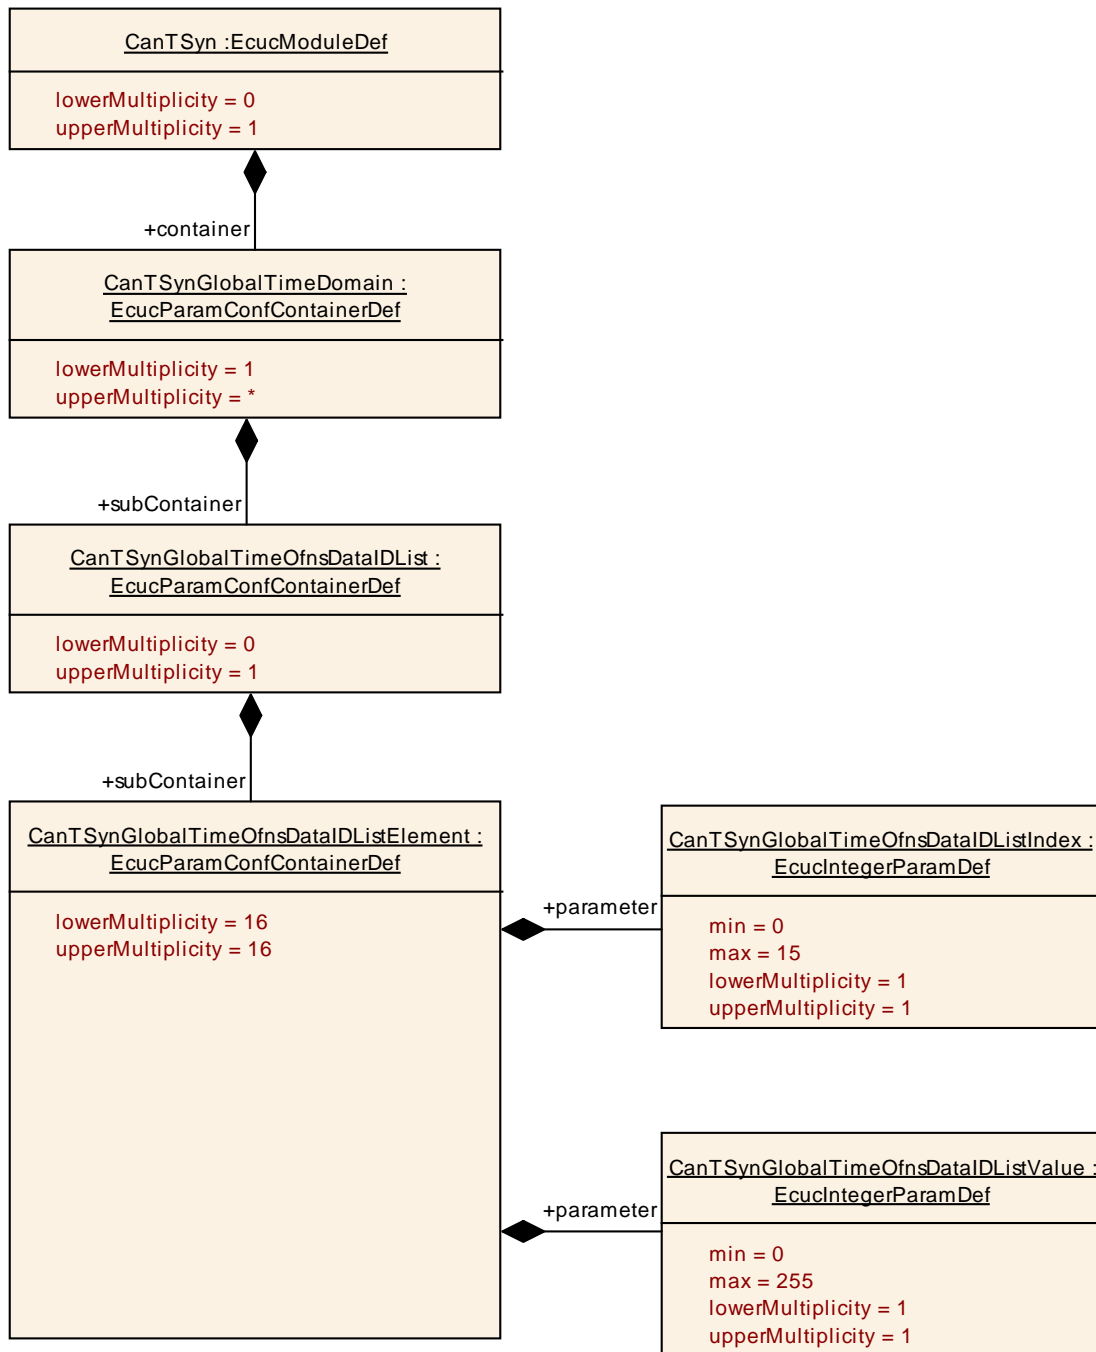 CanTSyn :EcucModuleDef
lowerMultiplicity = 0
upperMultiplicity = 1
+container
CanTSynGlobalTimeDomain :
EcucParamConfContainerDef
lowerMultiplicity = 1
upperMultiplicity = *
+subContainer
CanTSynGlobalTimeOfnsDataIDList :
EcucParamConfContainerDef
lowerMultiplicity = 0
upperMultiplicity = 1
+subContainer
CanTSynGlobalTimeOfnsDataIDListElement :
EcucParamConfContainerDef
lowerMultiplicity = 16
upperMultiplicity = 16
+parameter
CanTSynGlobalTimeOfnsDataIDListIndex :
EcucIntegerParamDef
min = 0
max = 15
lowerMultiplicity = 1
upperMultiplicity = 1
+parameter
CanTSynGlobalTimeOfnsDataIDListValue :
EcucIntegerParamDef
min = 0
max = 255
lowerMultiplicity = 1
upperMultiplicity = 1